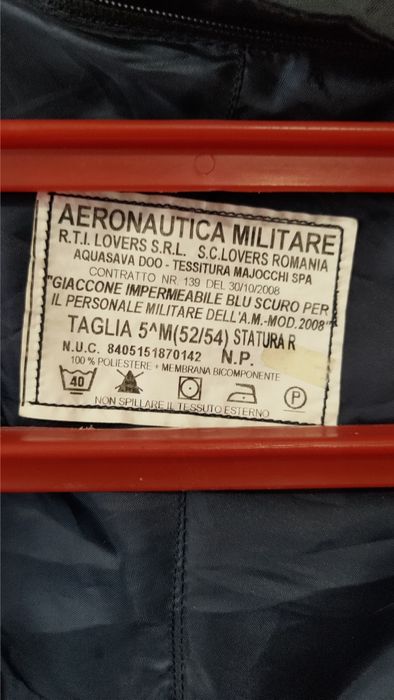 AERONAUTICA MILITARE
R.T.I. LOVERS S.R.L. S.C.LOVERS ROMANIA
AQUASAVA DOO - TESSITURA MAJOCCHI SPA
CONTRATTO NR. 139 DEL 30/10/2008
"GIACCONE IMPERMEABILE BLU SCURO PER
IL PERSONALE MILITARE DELL'A.M.-MOD.2008"
TAGLIA 5^M(52/54) STATURA R
N.U.C. 8405151870142 N.P.
100 % POLIESTERE + MEMBRANA BICOMPONENTE
40 P
NON SPILLARE IL TESSUTO ESTERNO